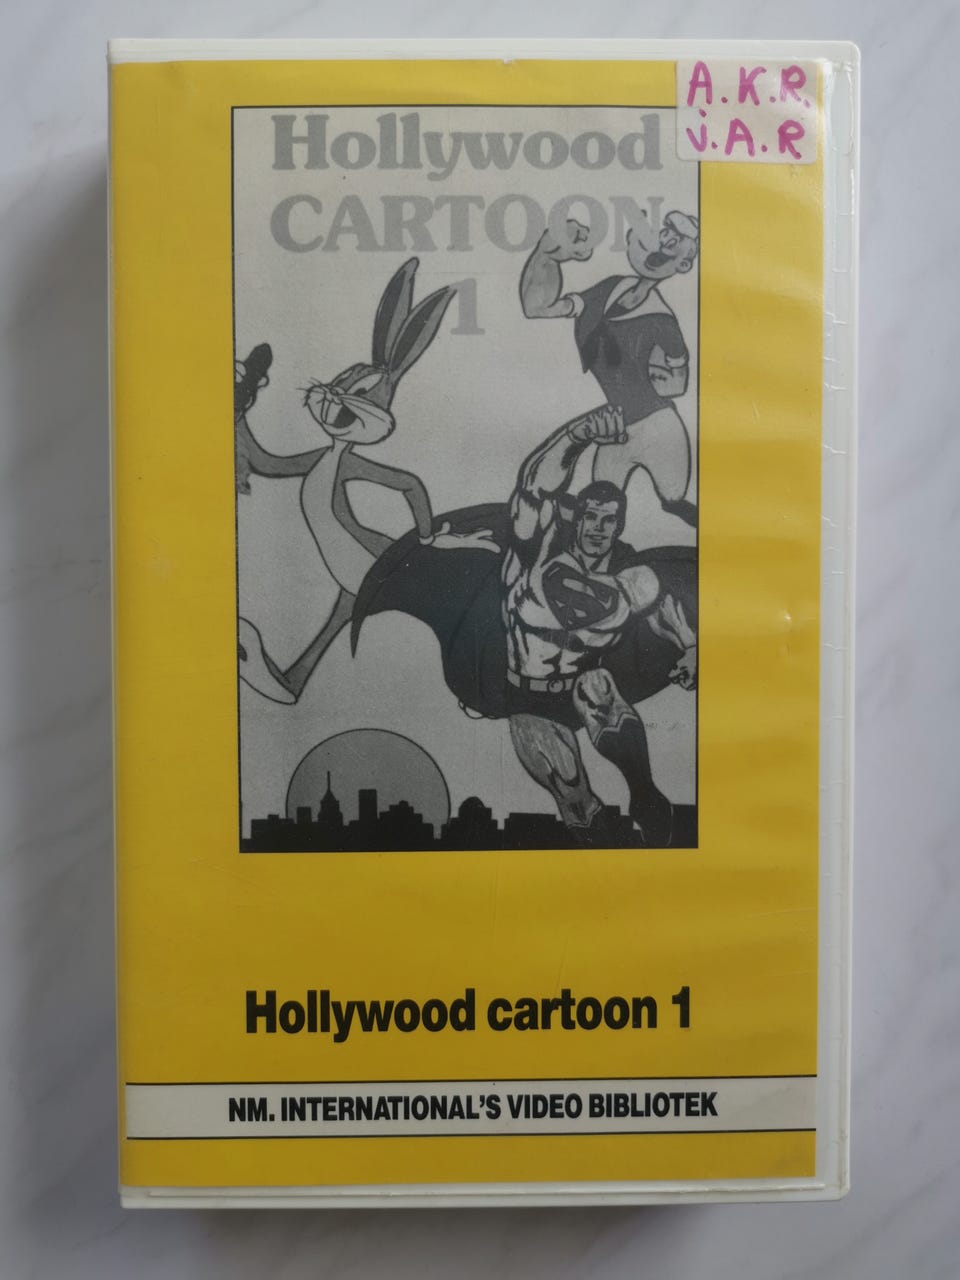 A.K.R.
j.A.R
Hollywood
CARTOON
1
S
Hollywood cartoon 1
NM. INTERNATIONAL'S VIDEO BIBLIOTEK